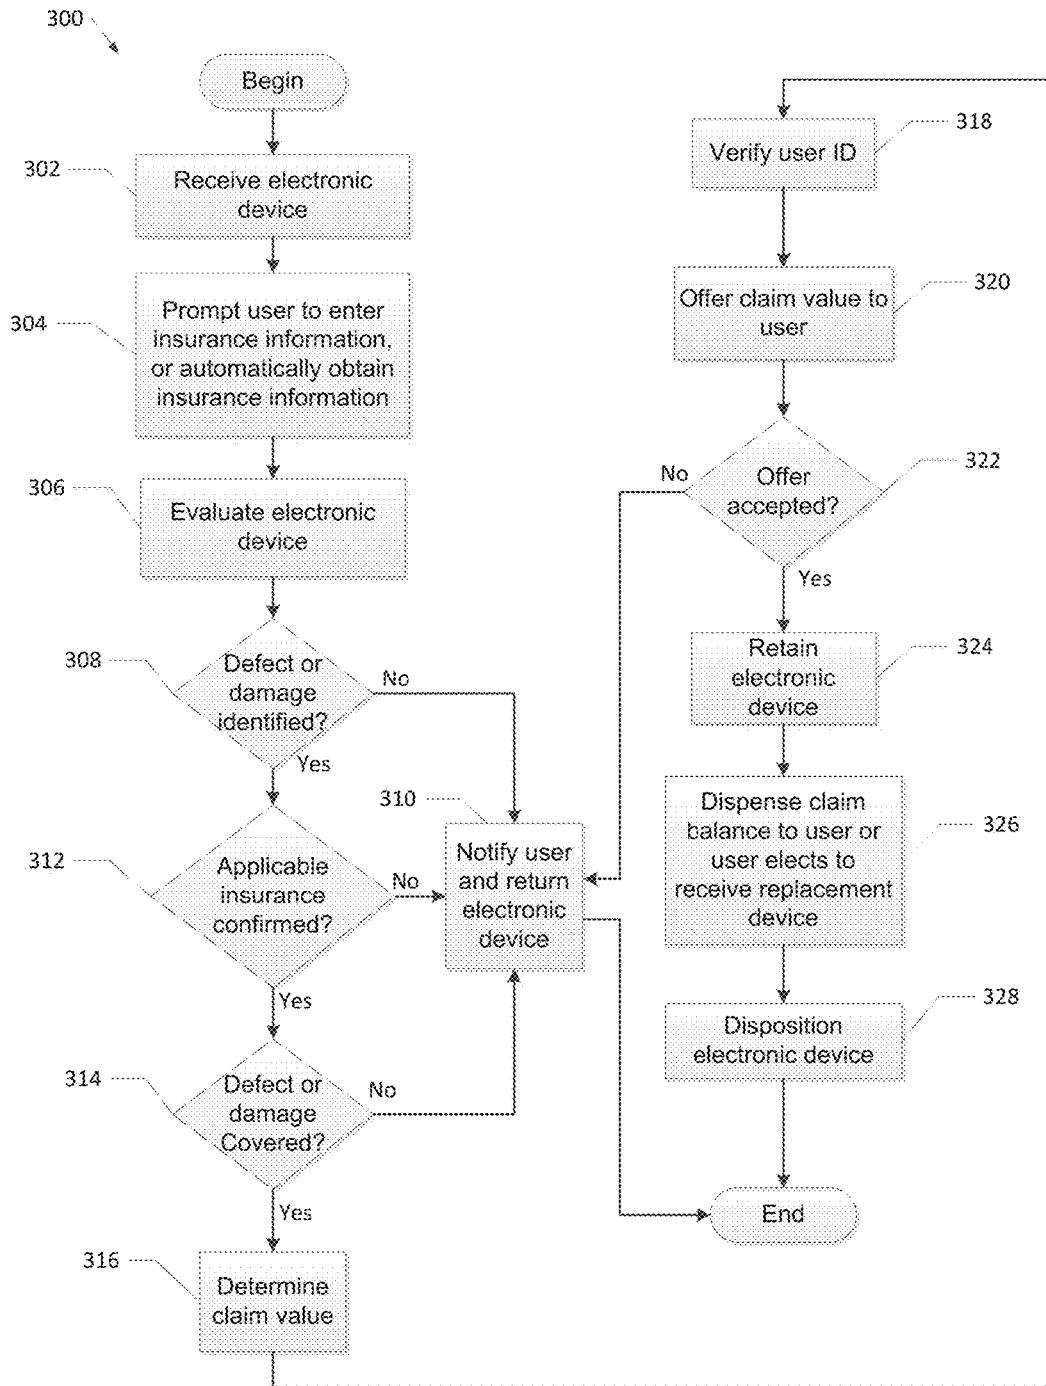 300
Begin
302
Receive electronic
device
304
Prompt user to enter
insurance information,
or automatically obtain
insurance information
306
Evaluate electronic
device
308
Defect or
damage
identified?
No
Yes
310
Notify user
and return
electronic
device
312
Applicable
insurance
confirmed?
No
Yes
314
Defect or
damage
Covered?
No
Yes
316
Determine
claim value
318
Verify user ID
320
Offer claim value to
user
322
Offer
accepted?
No
Yes
324
Retain
electronic
device
326
Dispense claim
balance to user or
user elects to
receive replacement
device
328
Disposition
electronic device
End